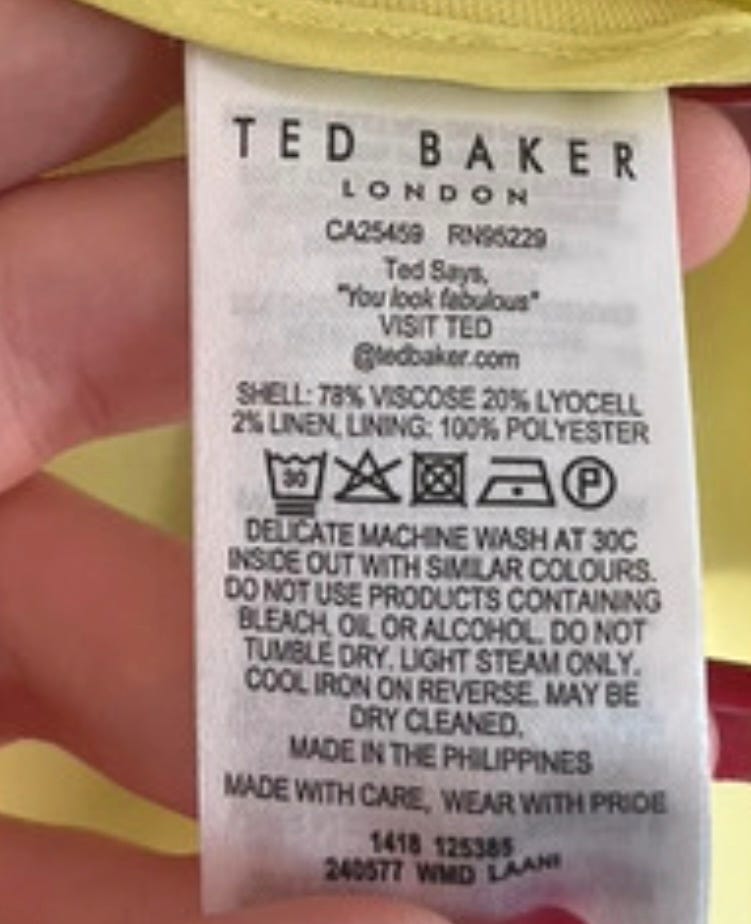 TED BAKER
LONDON
CA25459 RN95229
Ted Says,
"You look fabulous"
VISIT TED
@tedbaker.com
SHELL: 78% VISCOSE 20% LYOCELL
2% LINEN, LINING: 100% POLYESTER
30 P
DELICATE MACHINE WASH AT 30C
INSIDE OUT WITH SIMILAR COLOURS.
DO NOT USE PRODUCTS CONTAINING
BLEACH, OIL OR ALCOHOL. DO NOT
TUMBLE DRY. LIGHT STEAM ONLY.
COOL IRON ON REVERSE. MAY BE
DRY CLEANED.
MADE IN THE PHILIPPINES
MADE WITH CARE, WEAR WITH PRIDE
1418 125385
240577 WMD LAANI